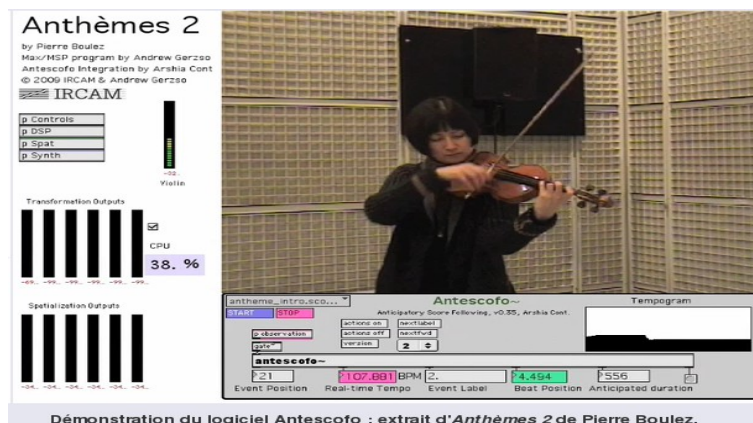 Anthèmes 2
by Pierre Boulez
Max/MSP program by Andrew Gerzso
Antescofo Integration by Arshia Cont
© 2009 IRCAM & Andrew Gerzso
IRCAM
p Controls
p DSP
p Spat
p Synth
Violin
Transformation Outputs
CPU
38. %
Spatialization Outputs
antheme_intro.sco...
START STOP
Antescofo~
Anticipatory Score Following, v0.35, Arshia Cont.
Tempogram
actions on nextlabel
p observation actions off nextfwd
gate version 2
antescofo~
21 107.881 BPM 2. 4.494 556
Event Position Real-time Tempo Event Label Beat Position Anticipated duration
Démonstration du logiciel Antescofo : extrait d'Anthèmes 2 de Pierre Boulez.